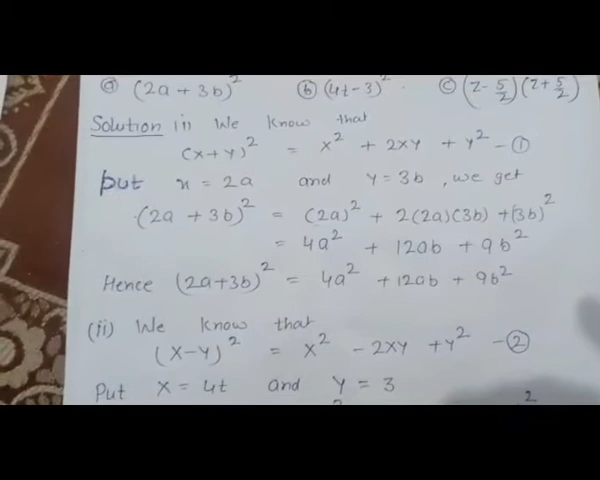 ⓐ (2a + 3b)² ⓑ (4t - 3)² ⓒ (2 - 5/2)(2 + 5/2)
Solution (i) We know that
(x+y)² = x² + 2xy + y² - ①
put x = 2a and y = 3b, we get
(2a + 3b)² = (2a)² + 2(2a)(3b) + (3b)²
= 4a² + 12ab + 9b²
Hence (2a+3b)² = 4a² + 12ab + 9b²
(ii) We know that
(x-y)² = x² - 2xy + y² - ②
Put x = 4t and y = 3